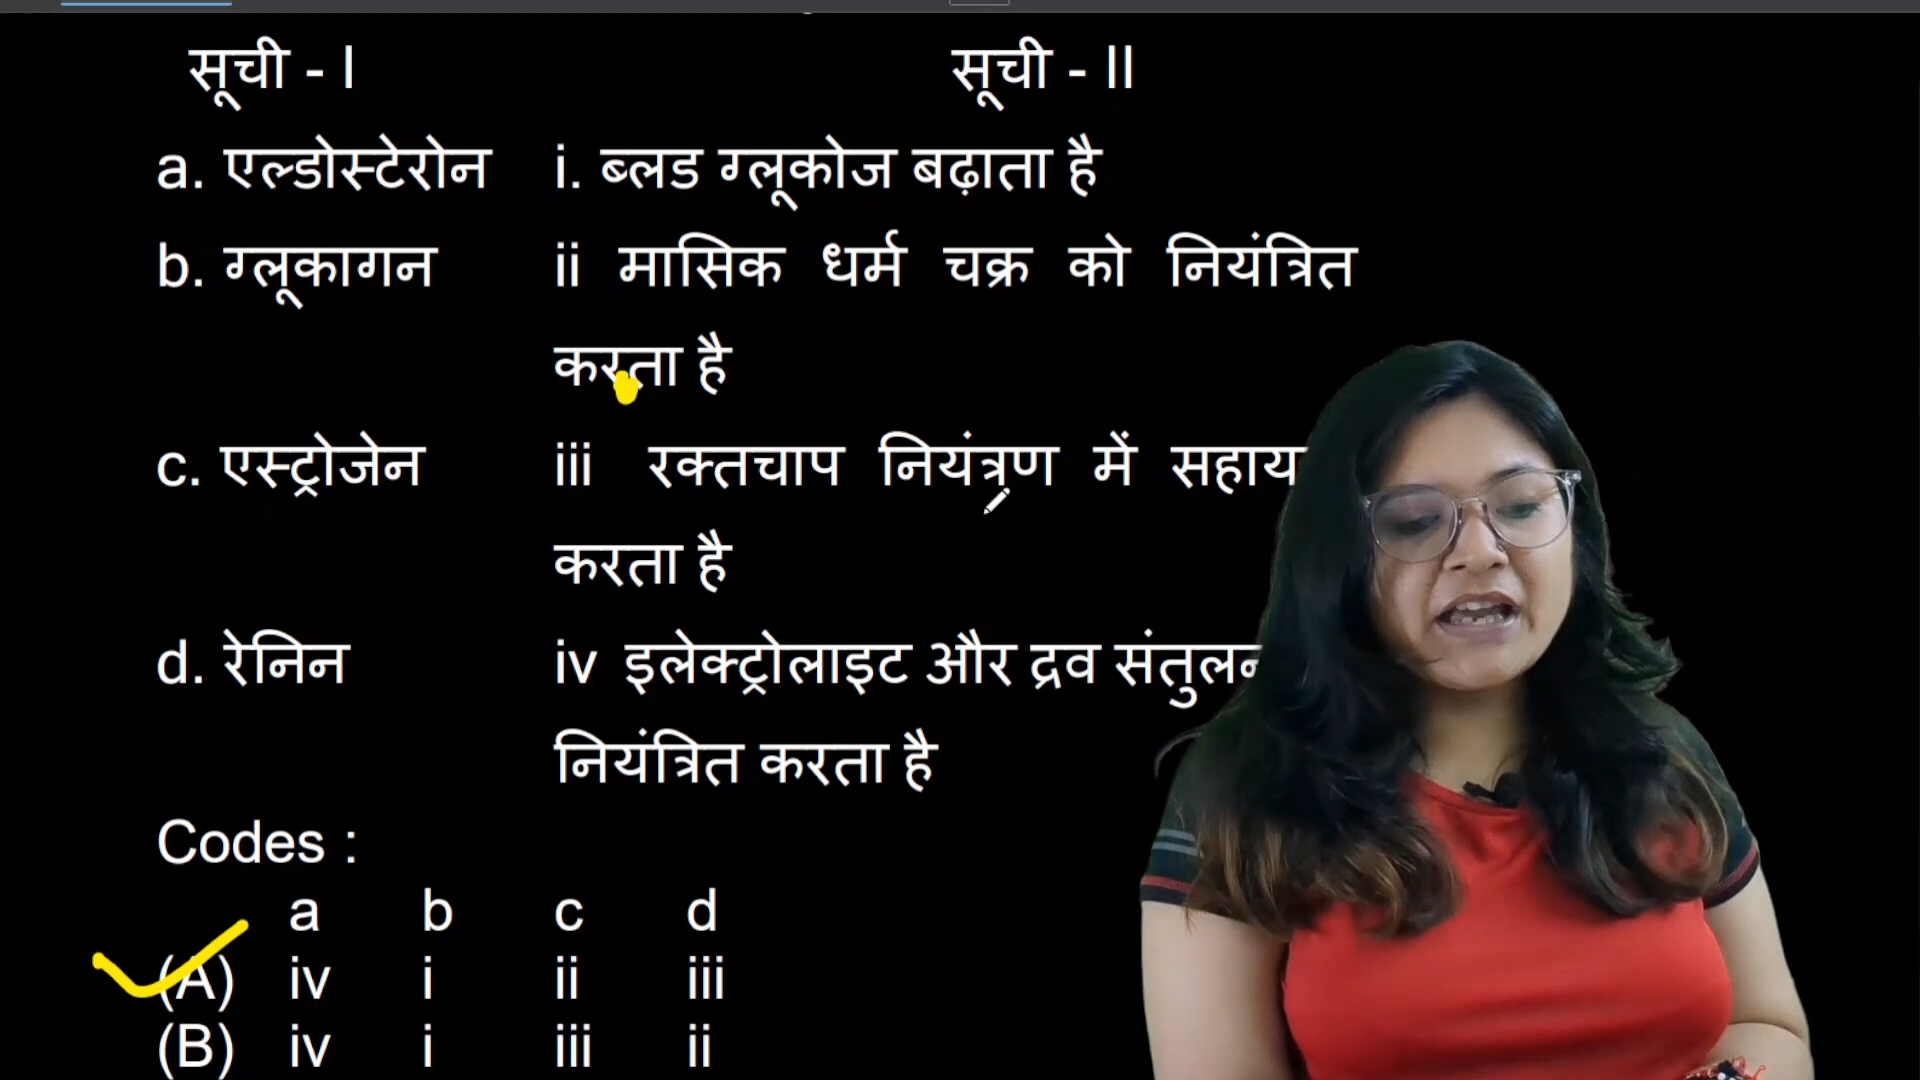 सूची - I सूची - II
a. एल्डोस्टेरोन i. ब्लड ग्लूकोज बढ़ाता है
b. ग्लूकागन ii मासिक धर्म चक्र को नियंत्रित
करता है
c. एस्ट्रोजेन iii रक्तचाप नियंत्रण में
करता है
d. रेनिन iv इलेक्ट्रोलाइट और द्रव संतुलन
नियंत्रित करता है
Codes :
a b c d
(A) iv i ii iii
(B) iv i iii ii